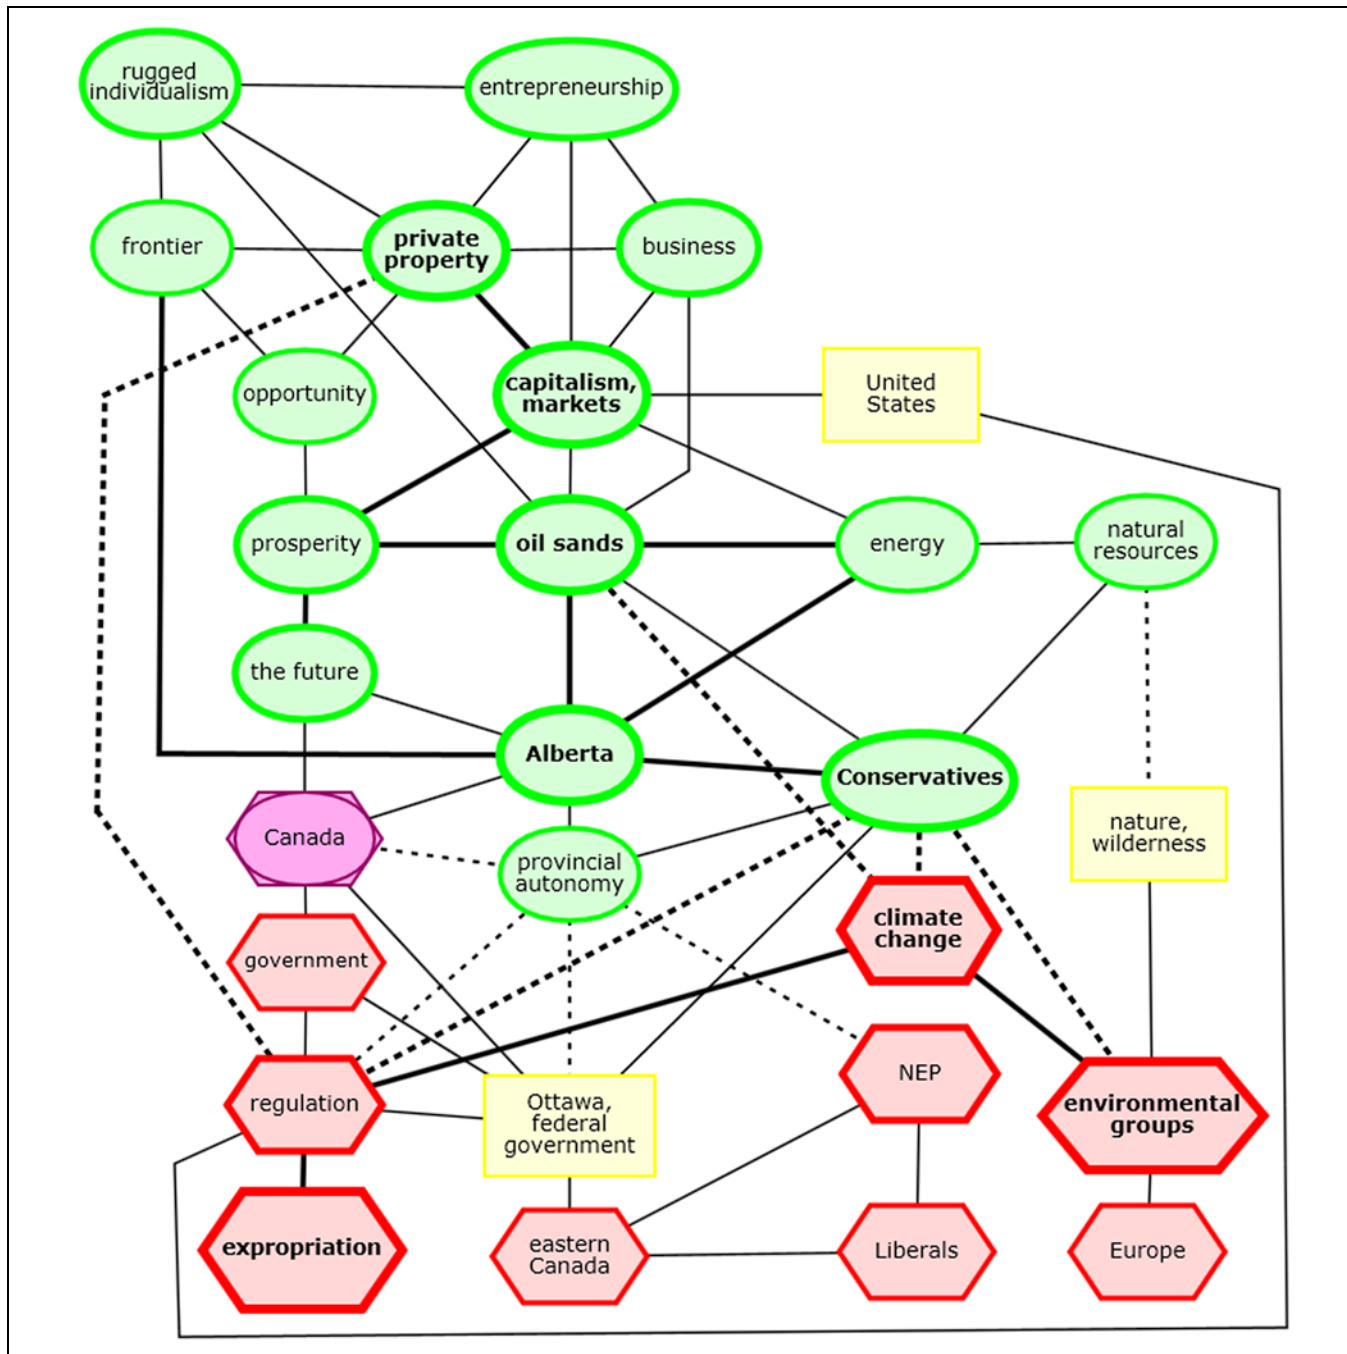 rugged
individualism
entrepreneurship
frontier
private
property
business
opportunity
capitalism,
markets
United
States
prosperity
oil sands
energy
natural
resources
the future
Alberta
Conservatives
Canada
provincial
autonomy
nature,
wilderness
climate
change
government
regulation
Ottawa,
federal
government
NEP
environmental
groups
expropriation
eastern
Canada
Liberals
Europe